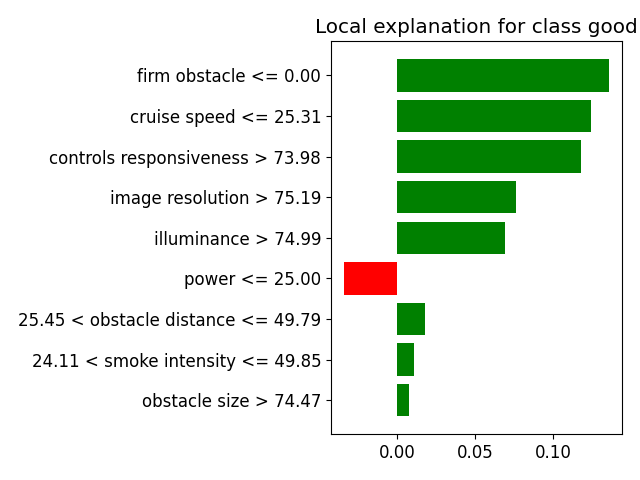 Local explanation for class good
firm obstacle <= 0.00
cruise speed <= 25.31
controls responsiveness > 73.98
image resolution > 75.19
illuminance > 74.99
power <= 25.00
25.45 < obstacle distance <= 49.79
24.11 < smoke intensity <= 49.85
obstacle size > 74.47
0.00 0.05 0.10